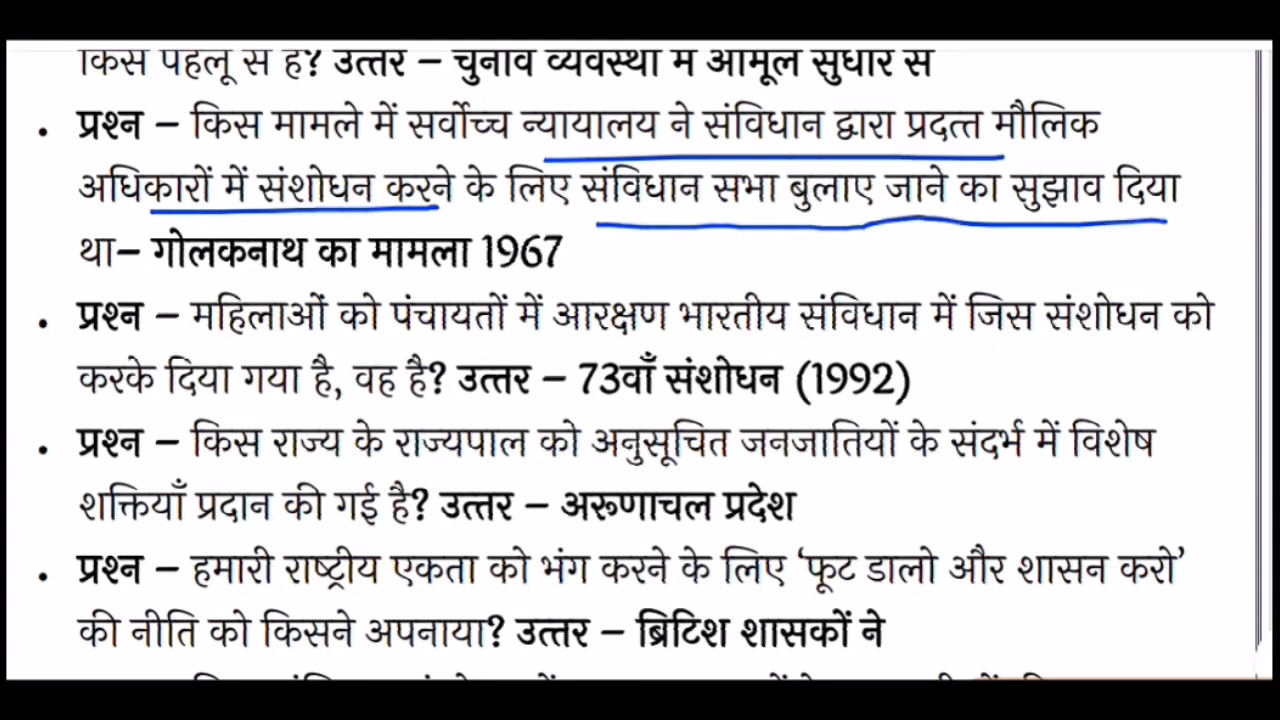 किस पहलू से है? उत्तर – चुनाव व्यवस्था में आमूल सुधार से
• प्रश्न – किस मामले में सर्वोच्च न्यायालय ने संविधान द्वारा प्रदत्त मौलिक
अधिकारों में संशोधन करने के लिए संविधान सभा बुलाए जाने का सुझाव दिया
था– गोलकनाथ का मामला 1967
• प्रश्न – महिलाओं को पंचायतों में आरक्षण भारतीय संविधान में जिस संशोधन को
करके दिया गया है, वह है? उत्तर – 73वाँ संशोधन (1992)
• प्रश्न – किस राज्य के राज्यपाल को अनुसूचित जनजातियों के संदर्भ में विशेष
शक्तियाँ प्रदान की गई है? उत्तर – अरूणाचल प्रदेश
• प्रश्न – हमारी राष्ट्रीय एकता को भंग करने के लिए ‘फूट डालो और शासन करो’
की नीति को किसने अपनाया? उत्तर – ब्रिटिश शासकों ने